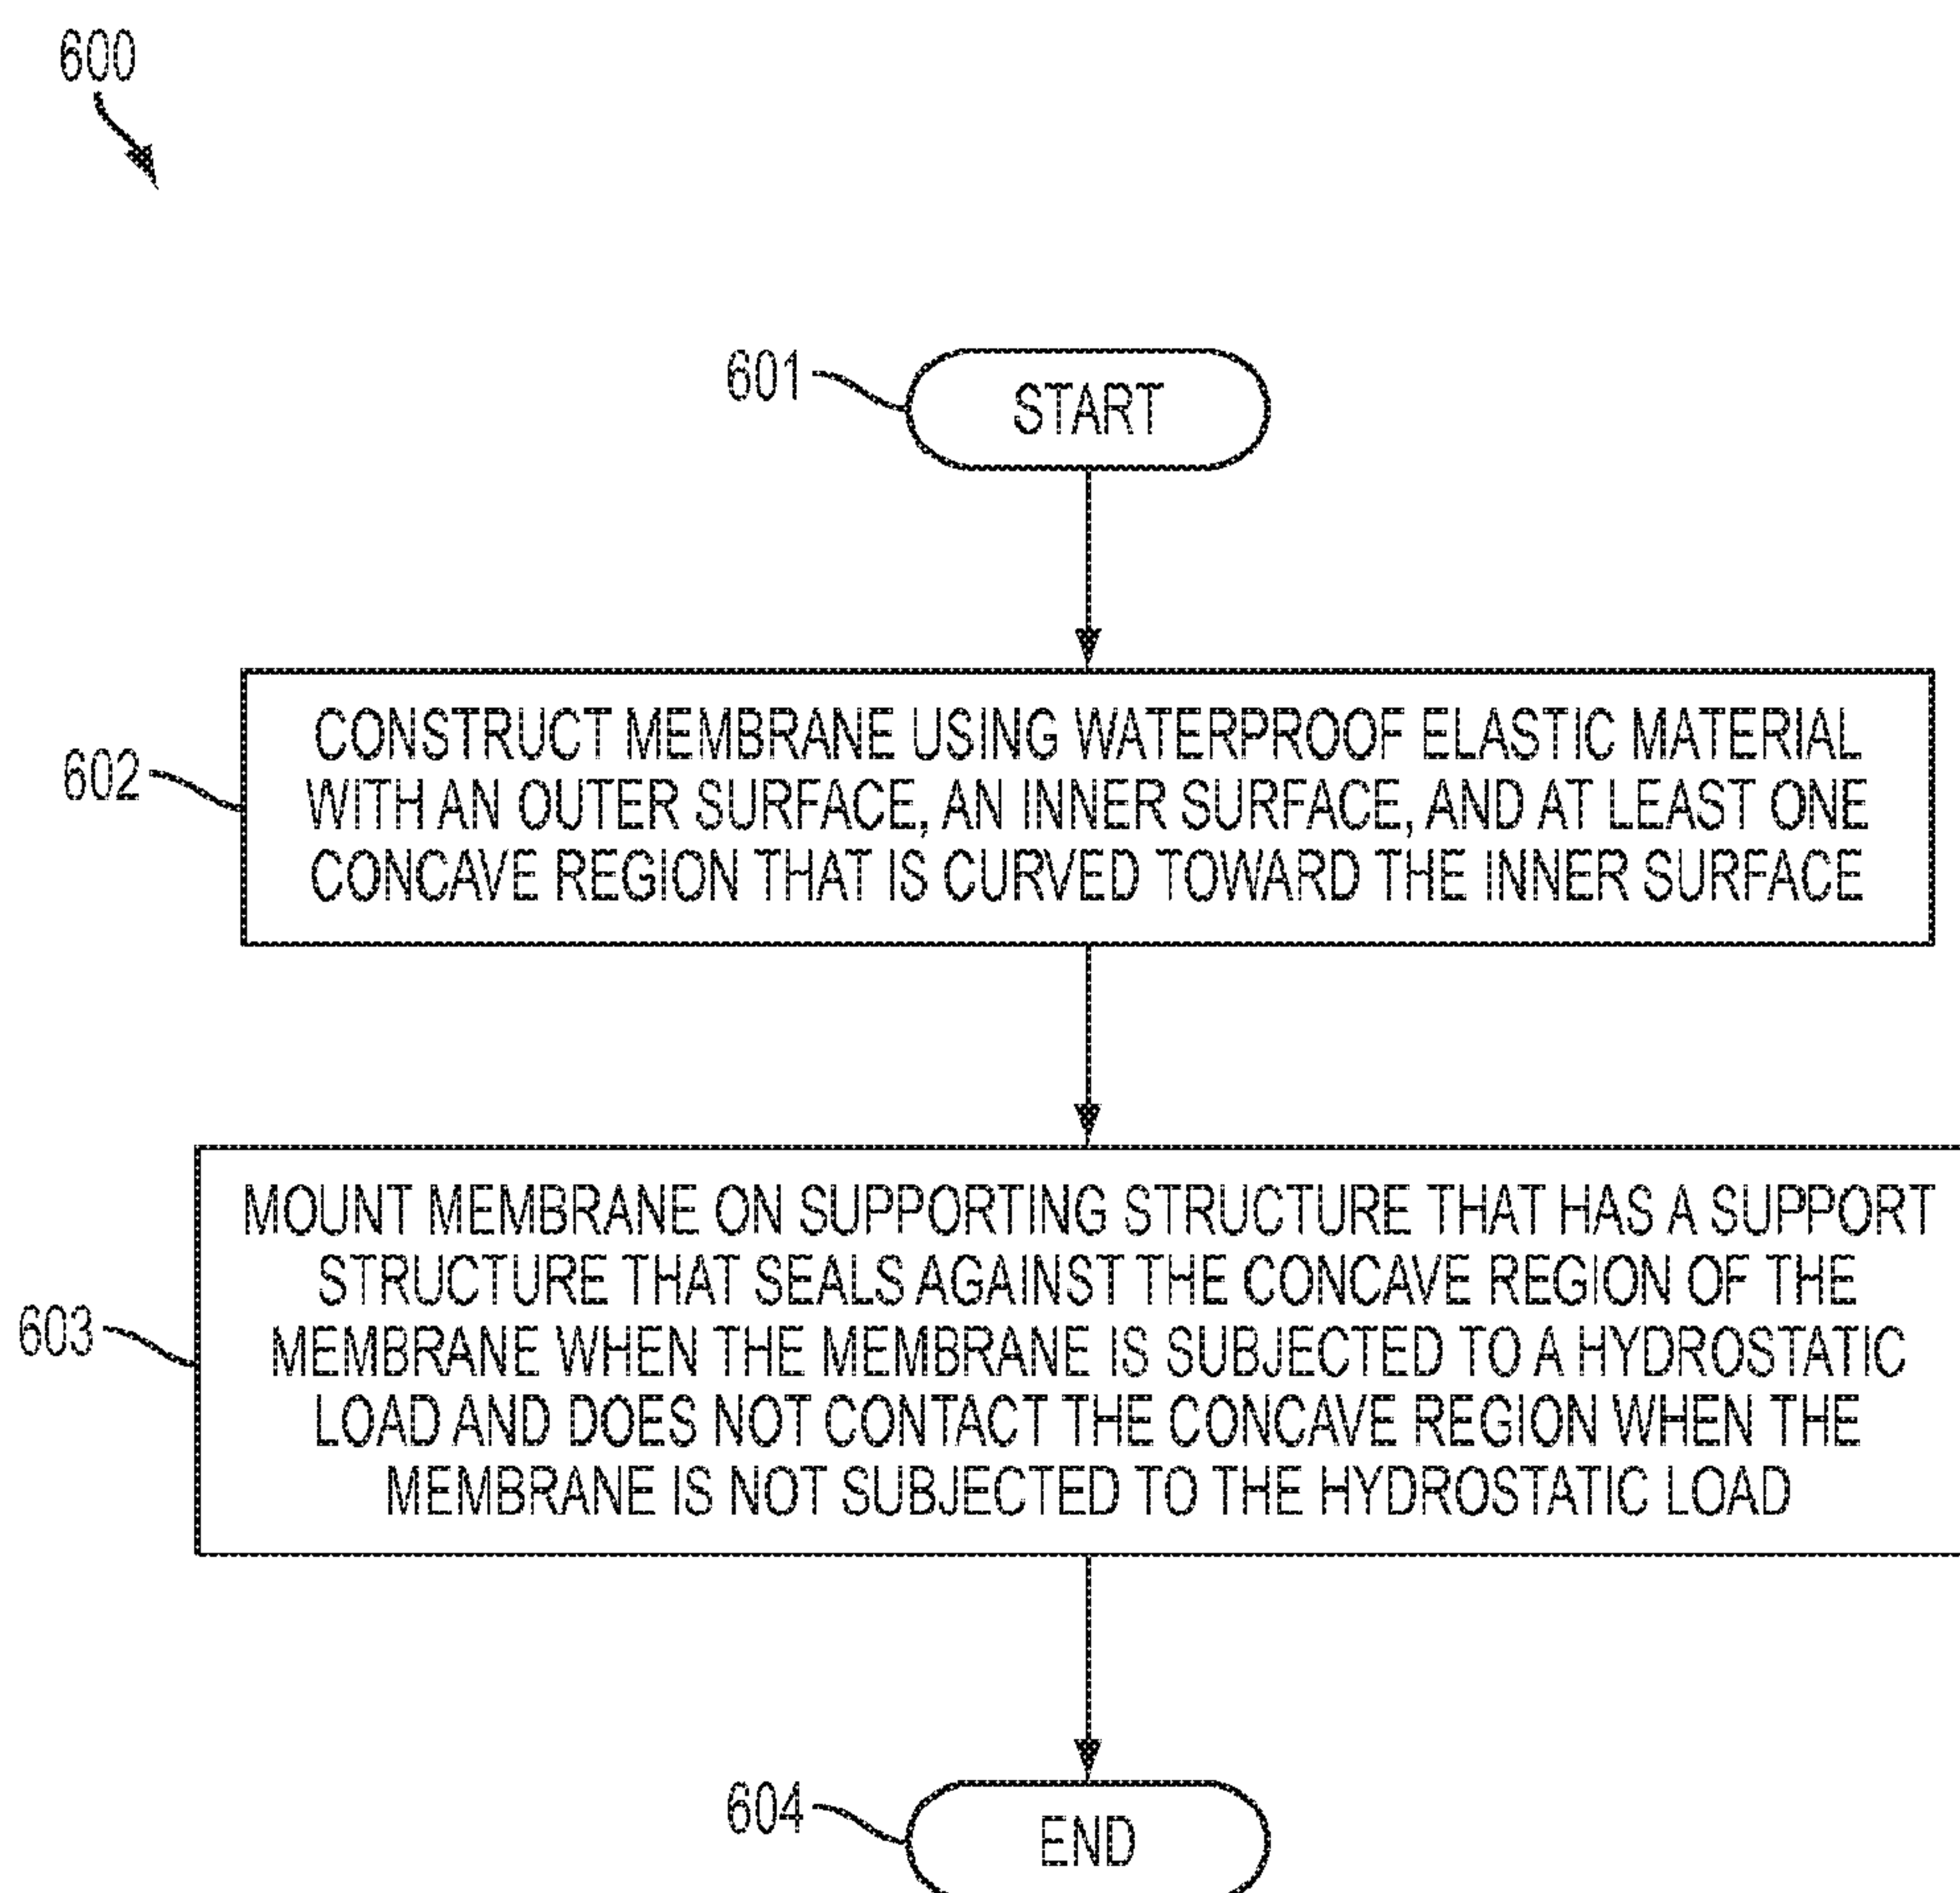 600
601
START
602
CONSTRUCT MEMBRANE USING WATERPROOF ELASTIC MATERIAL
WITH AN OUTER SURFACE, AN INNER SURFACE, AND AT LEAST ONE
CONCAVE REGION THAT IS CURVED TOWARD THE INNER SURFACE
603
MOUNT MEMBRANE ON SUPPORTING STRUCTURE THAT HAS A SUPPORT
STRUCTURE THAT SEALS AGAINST THE CONCAVE REGION OF THE
MEMBRANE WHEN THE MEMBRANE IS SUBJECTED TO A HYDROSTATIC
LOAD AND DOES NOT CONTACT THE CONCAVE REGION WHEN THE
MEMBRANE IS NOT SUBJECTED TO THE HYDROSTATIC LOAD
604
END